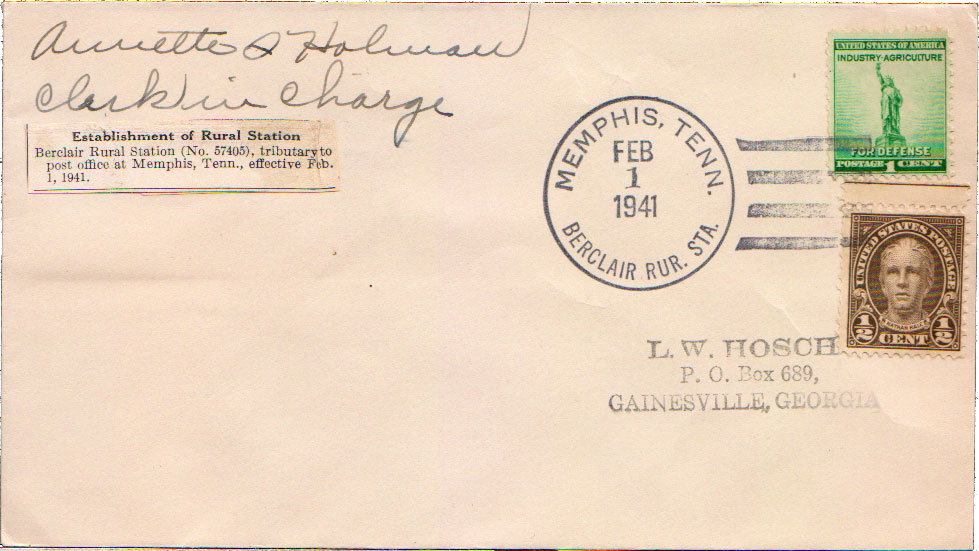 Annette S Holman
Clark in Charge
Establishment of Rural Station
Berclair Rural Station (No. 57405), tributary to
post office at Memphis, Tenn., effective Feb.
1, 1941.
MEMPHIS, TENN.
FEB
1
1941
BERCLAIR RUR. STA.
UNITED STATES OF AMERICA
INDUSTRY·AGRICULTURE
FOR DEFENSE
POSTAGE 1 CENT
UNITED STATES POSTAGE
NATHAN HALE
1/2 CENT 1/2
L. W. HOSCH
P. O. Box 689,
GAINESVILLE, GEORGIA